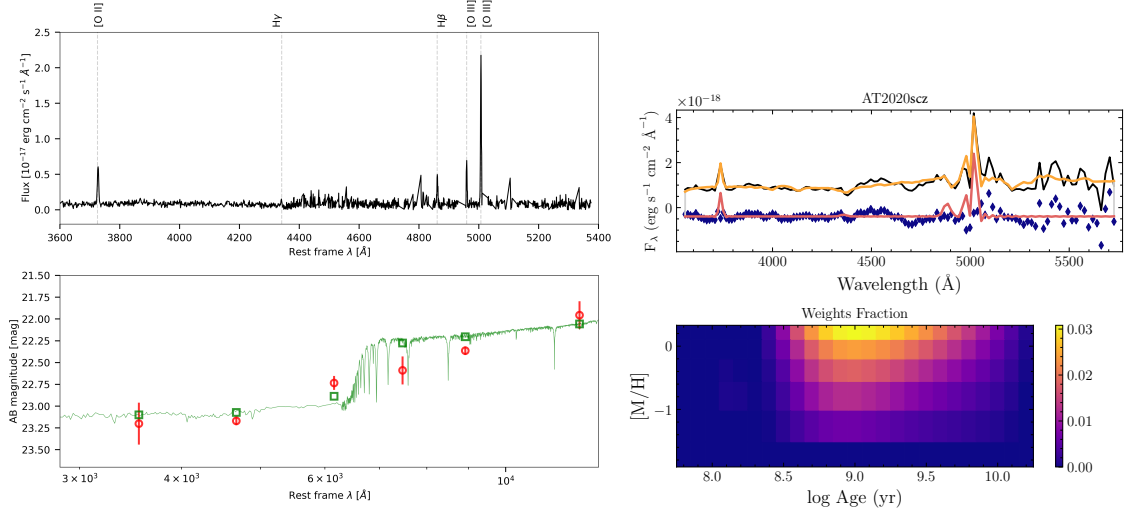 [O II]
Hγ
Hβ
[O III]
[O III]
2.5
2.0
1.5
1.0
0.5
0.0
Flux [10⁻¹⁷ erg cm⁻² s⁻¹ Å⁻¹]
3600 3800 4000 4200 4400 4600 4800 5000 5200 5400
Rest frame λ [Å]
21.50
21.75
22.00
22.25
22.50
22.75
23.00
23.25
23.50
AB magnitude [mag]
3 × 10³ 4 × 10³ 6 × 10³ 10⁴
Rest frame λ [Å]
×10⁻¹⁸
AT2020scz
4
2
0
F_λ (erg s⁻¹ cm⁻² Å⁻¹)
4000 4500 5000 5500
Wavelength (Å)
Weights Fraction
0
−1
[M/H]
8.0 8.5 9.0 9.5 10.0
log Age (yr)
0.03
0.02
0.01
0.00